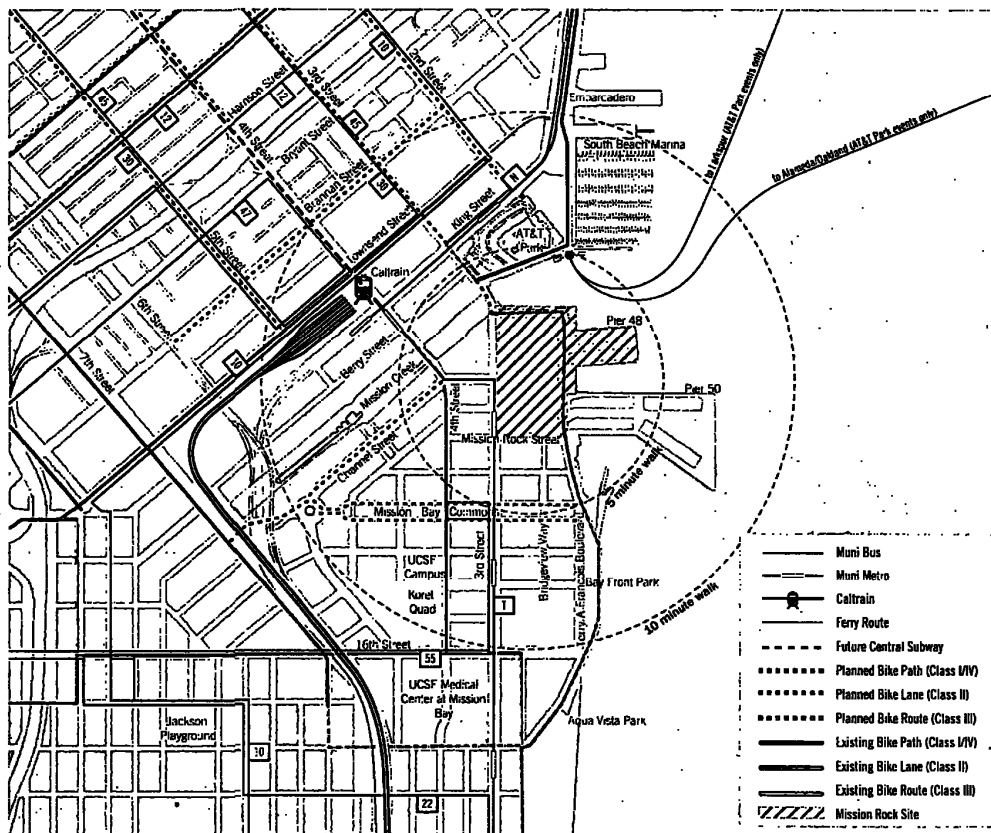 10
2nd Street
3rd Street
45
12
Harrison Street
12
4th Street
Bryant Street
45
30
Brannan Street
30
47
5th Street
6th Street
7th Street
Townsend Street
King Street
N
Embarcadero
South Beach Marina
to Larkspur (AT&T Park events only)
to Alameda/Oakland (AT&T Park events only)
AT&T
Park
Caltrain
10
Berry Street
Mission Creek
Channel Street
4th Street
Pier 48
Pier 50
Mission Rock Street
5 minute walk
Mission Bay Commons
UCSF
Campus
Koret
Quad
3rd Street
Bridgeview Way
Terry A Francois Boulevard
Bay Front Park
10 minute walk
T
16th Street
55
UCSF Medical
Center at Mission
Bay
Agua Vista Park
Jackson
Playground
10
22
Muni Bus
Muni Metro
Caltrain
Ferry Route
Future Central Subway
Planned Bike Path (Class I/IV)
Planned Bike Lane (Class II)
Planned Bike Route (Class III)
Existing Bike Path (Class I/IV)
Existing Bike Lane (Class II)
Existing Bike Route (Class III)
Mission Rock Site